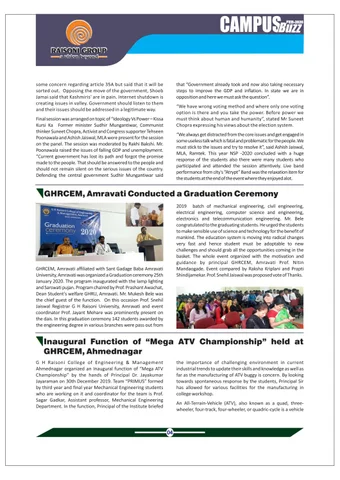 CAMPUS
FEB-2020
BUZZ
RAISONI GROUP
some concern regarding article 35A but said that it will be
sorted out. Opposing the move of the government, Shoeb
Jamai said that Kashmiris' are in pain. Internet shutdown is
creating issues in valley. Government should listen to them
and their issues should be addressed in a legitimate way.
Final session was arranged on topic of "Ideology Vs Power – Kissa
Kursi Ka Former minister Sudhir Munganttiwar, Communist
thinker Suneet Chopra, Activist and Congress supporter Tehseen
Poonawala and Ashish Jaiswal, MLA were present for the session
on the panel. The session was moderated by Rakhi Bakshi. Mr.
Poonawala raised the issues of falling GDP and unemployment.
"Current government has lost its path and forgot the promise
made to the people. That should be answered to the people and
should not remain silent on the serious issues of the country.
Defending the central government Sudhir Mungantiwar said
that "Government already took and now also taking necessary
steps to improve the GDP and inflation. In state we are in
opposition and here we must ask the question".
"We have wrong voting method and where only one voting
option is there and you take the power. Before power we
must think about human and humanity", stated Mr Suneet
Chopra expressing his views about the election system.
"We always get distracted from the core issues and get engaged in
some useless talk which is fatal and problematic for the people. We
must stick to the issues and try to resolve it", said Ashish Jaiswal,
MLA, Ramtek. This year NSP -2020 concluded with a great
response of the students also there were many students who
participated and attended the session attentively. Live band
performance from city's "Atrypt" Band was the relaxation item for
the students at the end of the event where they enjoyed alot.
GHRCEM, Amravati Conducted a Graduation Ceremony
Graduation
2020
GHRCEM, Amravati affiliated with Sant Gadage Baba Amravati
University, Amravati was organised a Graduation ceremony 25th
January 2020. The program inaugurated with the lamp lighting
and Sarswati pujan. Program chaired by Prof. Prashant Awachat,
Dean Student's welfare GHRU, Amravati. Mr. Mukesh Bele was
the chief guest of the function. On this occasion Prof. Snehil
Jaiswal Registrar G H Raisoni University, Amravati and event
coordinator Prof. Jayant Mohare was prominently present on
the dais. In this graduation ceremony 142 students awarded by
the engineering degree in various branches were pass out from
2019 batch of mechanical engineering, civil engineering,
electrical engineering, computer science and engineering,
electronics and telecommunication engineering. Mr. Bele
congratulated to the graduating students. He urged the students
to make sensible use of science and technology for the benefit of
mankind. The education system is moving into radical changes
very fast and hence student must be adaptable to new
challenges and should grab all the opportunities coming in the
basket. The whole event organized with the motivation and
guidance by principal GHRCEM, Amravati Prof. Nitin
Mandavgade. Event compared by Raksha Kriplani and Prapti
Shindijamekar. Prof. Snehil Jaiswal was proposed vote of Thanks.
Inaugural Function of "Mega ATV Championship" held at
GHRCEM, Ahmednagar
G H Raisoni College of Engineering & Management
Ahmednagar organized an inaugural function of "Mega ATV
Championship" by the hands of Principal Dr. Jayakumar
Jayaraman on 30th December 2019. Team "PRIMUS" formed
by third year and final year Mechanical Engineering students
who are working on it and coordinator for the team is Prof.
Sagar Gadkar, Assistant professor, Mechanical Engineering
Department. In the function, Principal of the Institute briefed
the importance of challenging environment in current
industrial trends to update their skills and knowledge as well as
far as the manufacturing of ATV buggy is concern. By looking
towards spontaneous response by the students, Principal Sir
has allowed for various facilities for the manufacturing in
college workshop.
An All-Terrain-Vehicle (ATV), also known as a quad, three-
wheeler, four-track, four-wheeler, or quadric-cycle is a vehicle